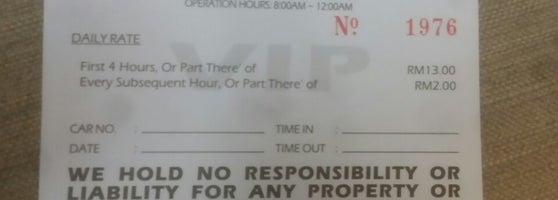 OPERATION HOURS: 8:00AM – 12:00AM
Nº 1976
DAILY RATE
VIP
First 4 Hours, Or Part There' of RM13.00
Every Subsequent Hour, Or Part There' of RM2.00
CAR NO. : TIME IN :
DATE : TIME OUT :
WE HOLD NO RESPONSIBILITY OR
LIABILITY FOR ANY PROPERTY OR